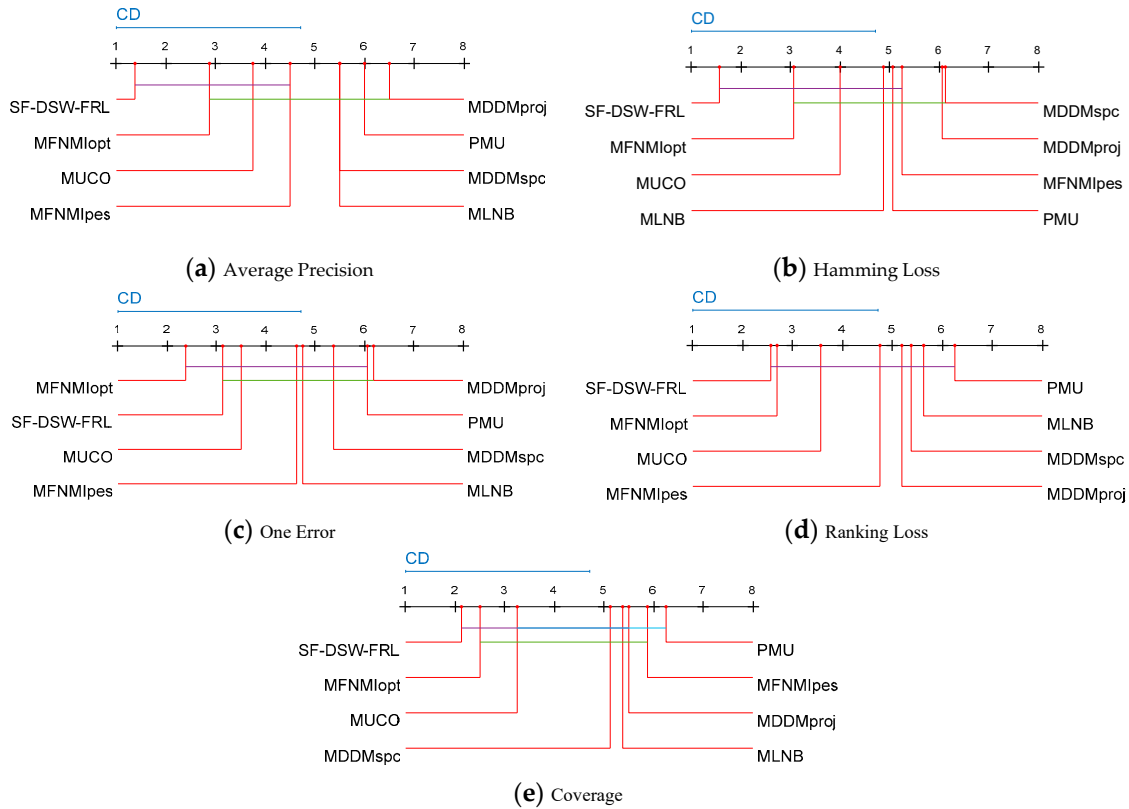 CD
1 2 3 4 5 6 7 8
SF-DSW-FRL MDDMproj
MFNMIopt PMU
MUCO MDDMspc
MFNMIpes MLNB
(a) Average Precision
CD
1 2 3 4 5 6 7 8
SF-DSW-FRL MDDMspc
MFNMIopt MDDMproj
MUCO MFNMIpes
MLNB PMU
(b) Hamming Loss
CD
1 2 3 4 5 6 7 8
MFNMIopt MDDMproj
SF-DSW-FRL PMU
MUCO MDDMspc
MFNMIpes MLNB
(c) One Error
CD
1 2 3 4 5 6 7 8
SF-DSW-FRL PMU
MFNMIopt MLNB
MUCO MDDMspc
MFNMIpes MDDMproj
(d) Ranking Loss
CD
1 2 3 4 5 6 7 8
SF-DSW-FRL PMU
MFNMIopt MFNMIpes
MUCO MDDMproj
MDDMspc MLNB
(e) Coverage